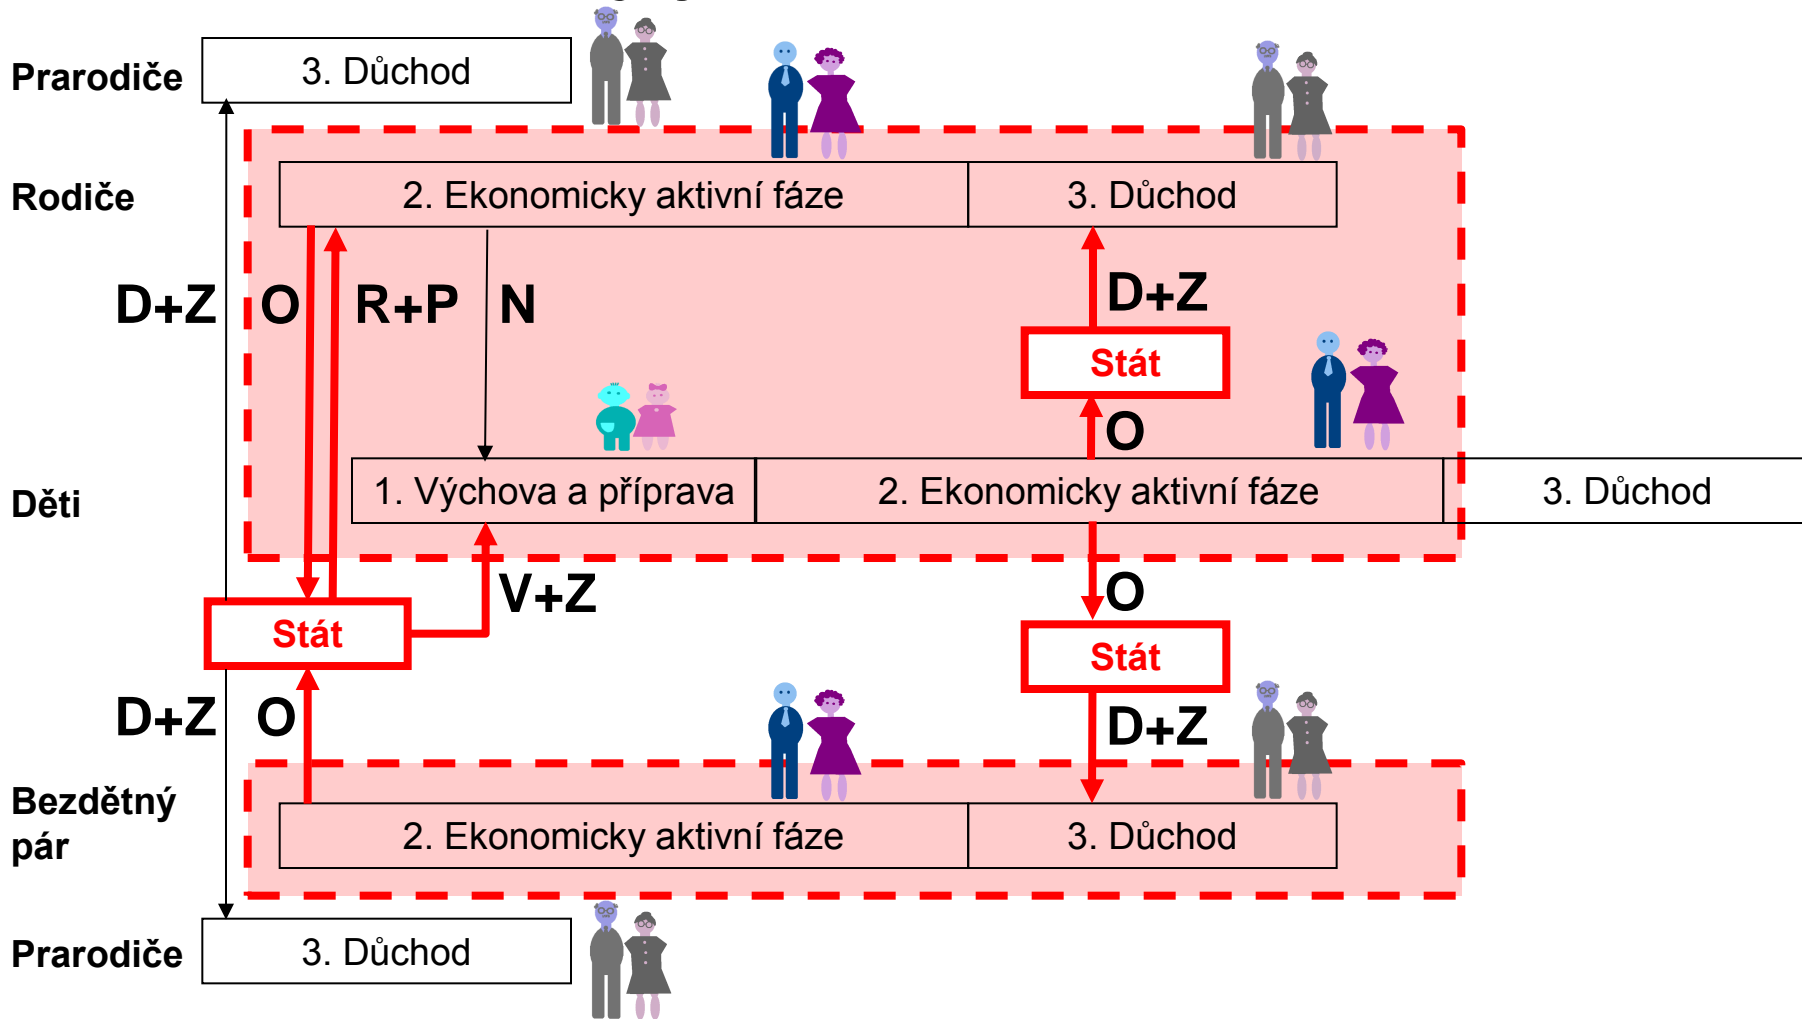 Prarodiče
3. Důchod
Rodiče
2. Ekonomicky aktivní fáze
3. Důchod
D+Z
O
R+P
N
D+Z
Stát
O
Děti
1. Výchova a příprava
2. Ekonomicky aktivní fáze
3. Důchod
V+Z
O
Stát
Stát
D+Z
O
D+Z
Bezdětný
pár
2. Ekonomicky aktivní fáze
3. Důchod
Prarodiče
3. Důchod